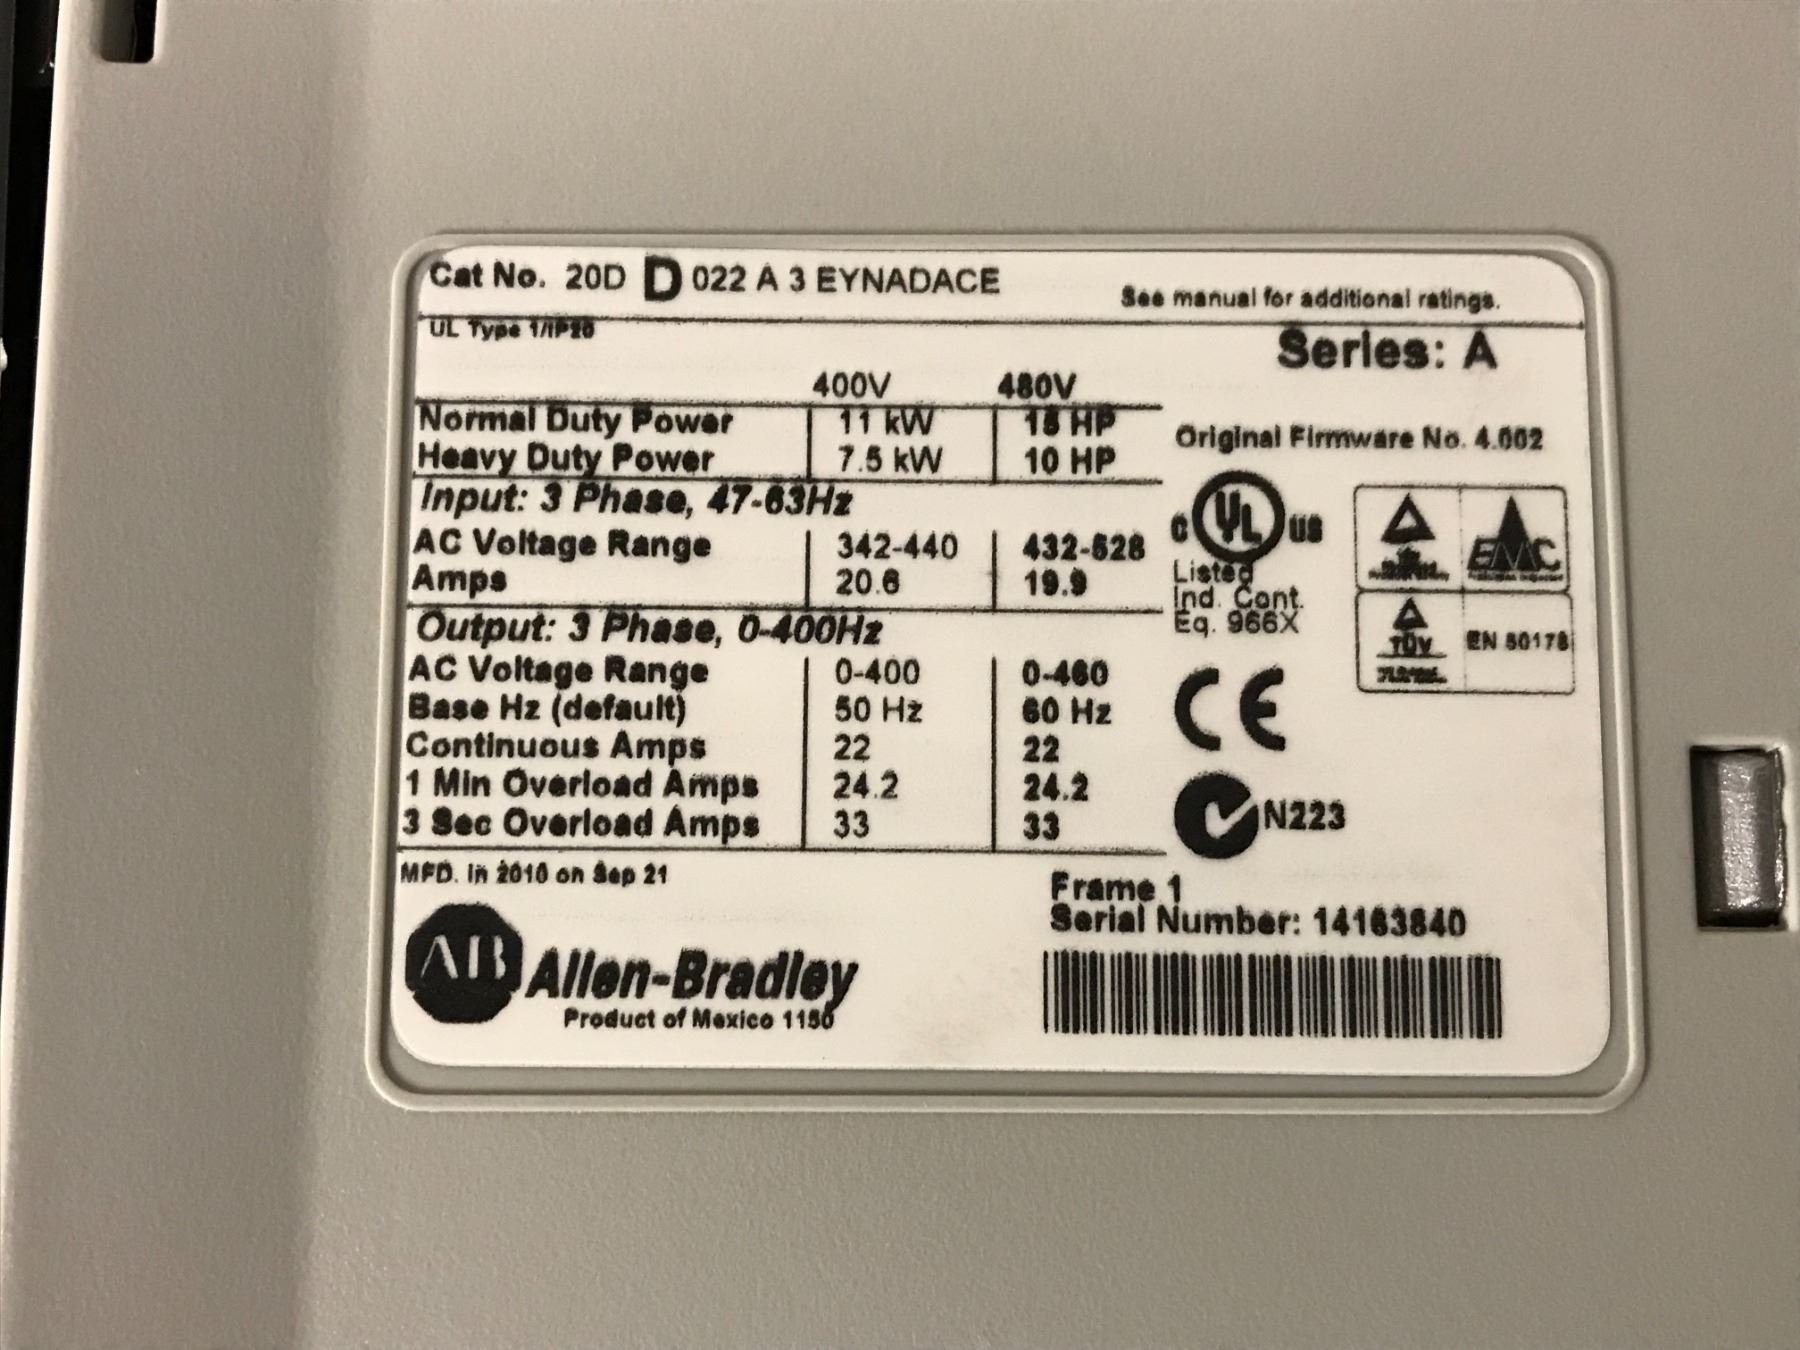 Cat No. 20D D 022 A 3 EYNADACE
See manual for additional ratings.
UL Type 1/IP20
Series: A
400V 480V
Normal Duty Power 11 kW 15 HP
Heavy Duty Power 7.5 kW 10 HP
Original Firmware No. 4.002
Input: 3 Phase, 47-63Hz
AC Voltage Range 342-440 432-528
Amps 20.6 19.9
C UL US
Listed
Ind. Cont.
Eq. 966X
EMC
TÜV
EN 50178
Output: 3 Phase, 0-400Hz
AC Voltage Range 0-400 0-460
Base Hz (default) 50 Hz 60 Hz
Continuous Amps 22 22
1 Min Overload Amps 24.2 24.2
3 Sec Overload Amps 33 33
CE
N223
MFD. in 2010 on Sep 21
Frame 1
Serial Number: 14163840
AB Allen-Bradley
Product of Mexico 1150